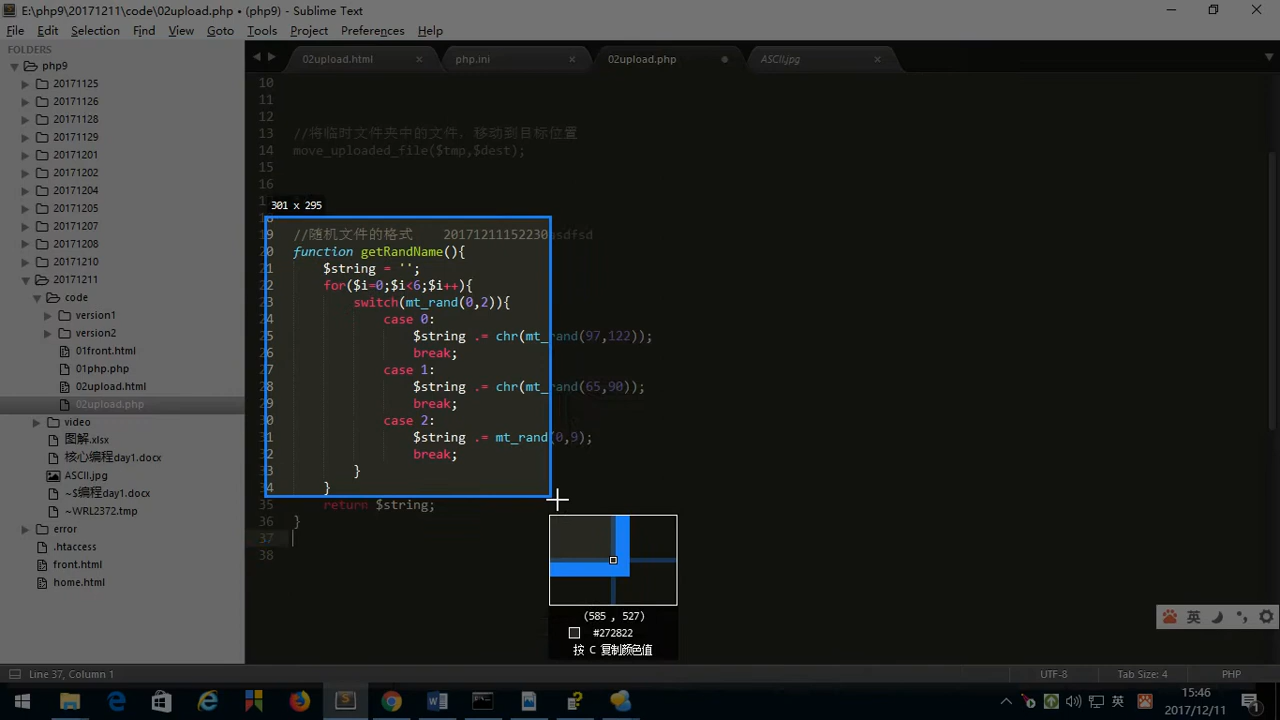 E:\php9\20171211\code\02upload.php • (php9) - Sublime Text
File Edit Selection Find View Goto Tools Project Preferences Help
FOLDERS
php9
20171125
20171126
20171128
20171129
20171201
20171202
20171204
20171205
20171207
20171208
20171210
20171211
code
version1
version2
01front.html
01php.php
02upload.html
02upload.php
video
图解.xlsx
核心编程day1.docx
ASCII.jpg
~$编程day1.docx
~WRL2372.tmp
error
.htaccess
front.html
home.html
02upload.html × php.ini × 02upload.php ASCII.jpg ×
10
11
12
13 //将临时文件夹中的文件，移动到目标位置
14 move_uploaded_file($tmp,$dest);
15
16
301 x 295
19 //随机文件的格式 20171211152230asdfsd
20 function getRandName(){
21 $string = '';
22 for($i=0;$i<6;$i++){
23 switch(mt_rand(0,2)){
24 case 0:
25 $string .= chr(mt_rand(97,122));
26 break;
27 case 1:
28 $string .= chr(mt_rand(65,90));
29 break;
30 case 2:
31 $string .= mt_rand(0,9);
32 break;
33 }
34 }
35 return $string;
36 }
37
38
(585 , 527)
#272822
按 C 复制颜色值
英
Line 37, Column 1 UTF-8 Tab Size: 4 PHP
英 15:46
2017/12/11
1